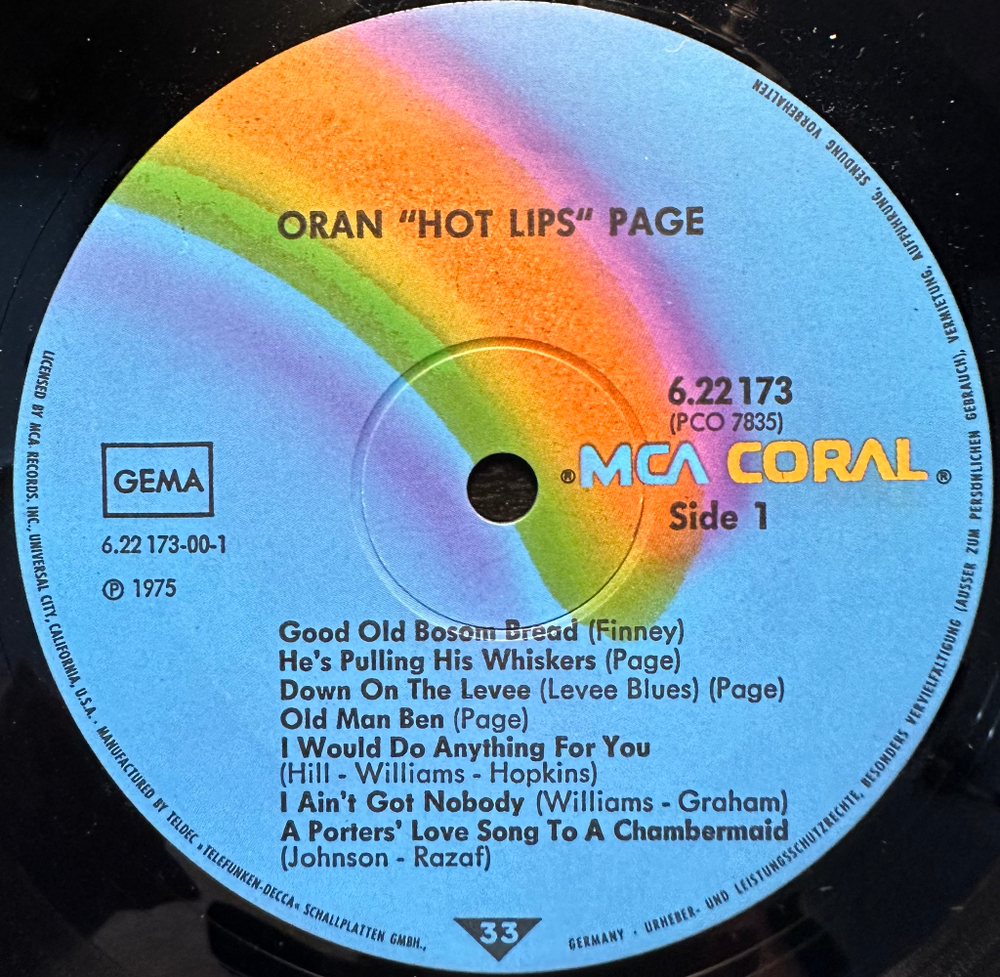 ORAN “HOT LIPS“ PAGE
6.22173
(PCO 7835)
® MCA CORAL ®
Side 1
GEMA
6.22 173-00-1
℗ 1975
Good Old Bosom Bread (Finney)
He's Pulling His Whiskers (Page)
Down On The Levee (Levee Blues) (Page)
Old Man Ben (Page)
I Would Do Anything For You
(Hill - Williams - Hopkins)
I Ain't Got Nobody (Williams - Graham)
A Porters' Love Song To A Chambermaid
(Johnson - Razaf)
33
LICENSED BY MCA RECORDS. INC., UNIVERSAL CITY, CALIFORNIA, U.S.A. · MANUFACTURED BY TELDEC »TELEFUNKEN-DECCA« SCHALLPLATTEN GMBH.,
GERMANY · URHEBER- UND LEISTUNGSSCHUTZRECHTE, BESONDERS VERVIELFÄLTIGUNG (AUSSER ZUM PERSÖNLICHEN GEBRAUCH), VERMIETUNG, AUFFÜHRUNG, SENDUNG VORBEHALTEN